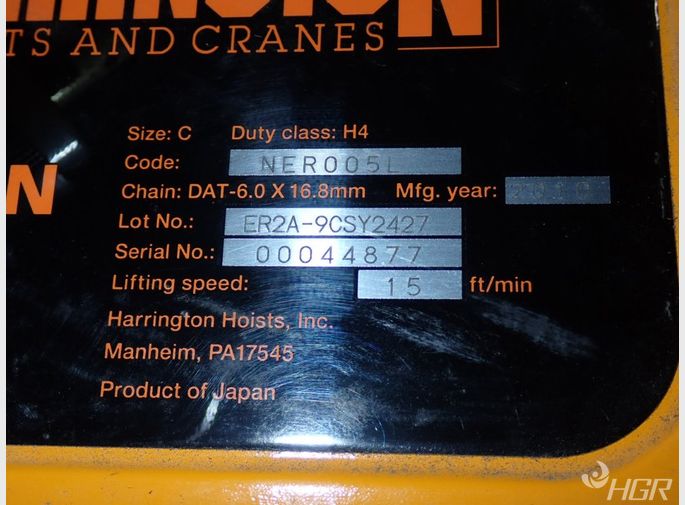 TS AND CRANES
Size: C Duty class: H4
Code: NER005L
N
Chain: DAT-6.0 X 16.8mm Mfg. year: 2010
Lot No.: ER2A-9CSY2427
Serial No.: 00044877
Lifting speed: 15 ft/min
Harrington Hoists, Inc.
Manheim, PA17545
Product of Japan
HGR